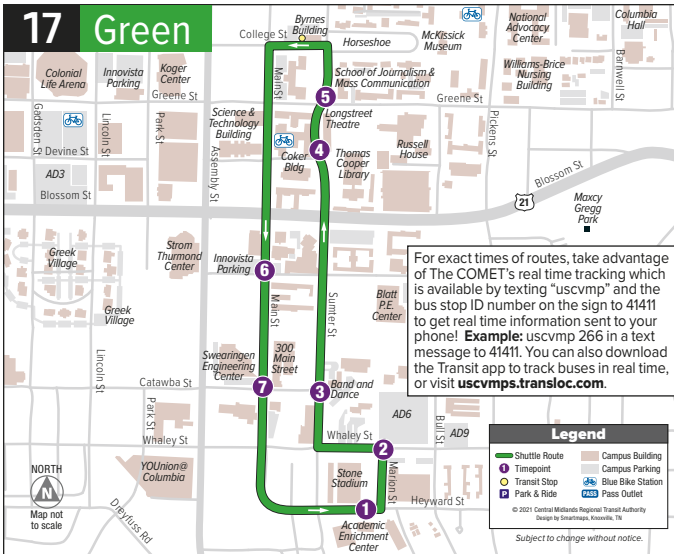 17 Green
Byrnes
Building
College St
Horseshoe
McKissick
Museum
National
Advocacy
Center
Columbia
Hall
Barnwell St
Colonial
Life Arena
Innovista
Parking
Koger
Center
Greene St
Main St
School of Journalism &
Mass Communication
Greene St
Williams-Brice
Nursing
Building
5
Longstreet
Theatre
Gadsden St
Lincoln St
Park St
Science &
Technology
Building
Assembly St
Devine St
Coker
Bldg
4
Thomas
Cooper
Library
Russell
House
Pickens St
AD3
Blossom St
Blossom St
21
Maxcy
Gregg
Park
Greek
Village
Strom
Thurmond
Center
Innovista
Parking
6
Greek
Village
Main St
Sumter St
Blatt
P.E.
Center
For exact times of routes, take advantage
of The COMET's real time tracking which
is available by texting "uscvmp" and the
bus stop ID number on the sign to 41411
to get real time information sent to your
phone! Example: uscvmp 266 in a text
message to 41411. You can also download
the Transit app to track buses in real time,
or visit uscvmps.transloc.com.
Lincoln St
Swearingen
Engineering
Center
300
Main
Street
Catawba St
7
3
Band and
Dance
Park St
AD6
Bull St
AD9
Whaley St
Whaley St
2
YOUnion@
Columbia
Stone
Stadium
Marion St
Heyward St
1
Academic
Enrichment
Center
Dreyfuss Rd
NORTH
N
Map not
to scale
Legend
Shuttle Route
1 Timepoint
Transit Stop
P Park & Ride
Campus Building
Campus Parking
Blue Bike Station
PASS Pass Outlet
© 2021 Central Midlands Regional Transit Authority
Design by Smartmaps, Knoxville, TN
Subject to change without notice.